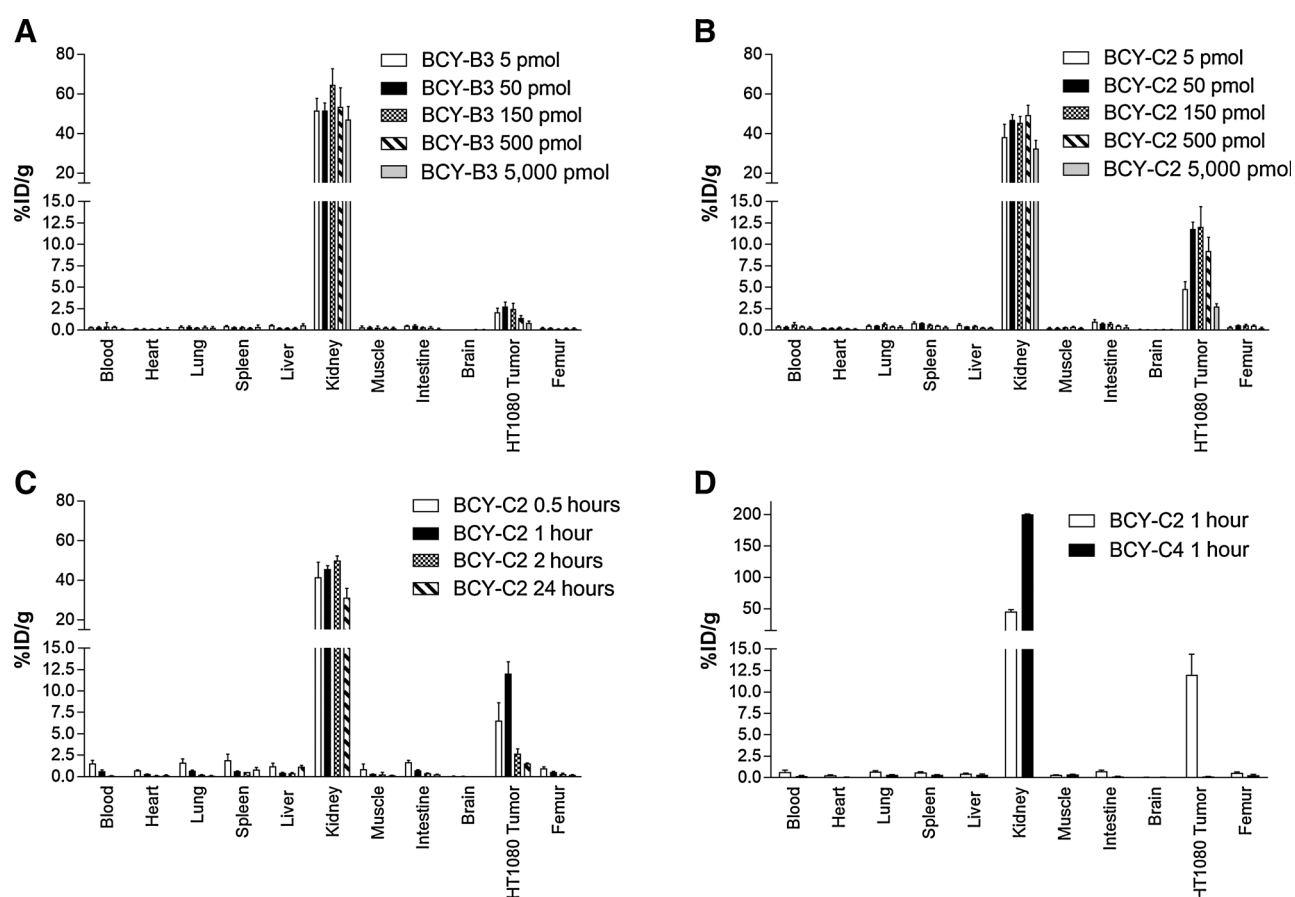 A
%ID/g
80
60
40
20
15.0
12.5
10.0
7.5
5.0
2.5
0.0
BCY-B3 5 pmol
BCY-B3 50 pmol
BCY-B3 150 pmol
BCY-B3 500 pmol
BCY-B3 5,000 pmol
Blood
Heart
Lung
Spleen
Liver
Kidney
Muscle
Intestine
Brain
HT1080 Tumor
Femur
B
%ID/g
80
60
40
20
15.0
12.5
10.0
7.5
5.0
2.5
0.0
BCY-C2 5 pmol
BCY-C2 50 pmol
BCY-C2 150 pmol
BCY-C2 500 pmol
BCY-C2 5,000 pmol
Blood
Heart
Lung
Spleen
Liver
Kidney
Muscle
Intestine
Brain
HT1080 Tumor
Femur
C
%ID/g
80
60
40
20
15.0
12.5
10.0
7.5
5.0
2.5
0.0
BCY-C2 0.5 hours
BCY-C2 1 hour
BCY-C2 2 hours
BCY-C2 24 hours
Blood
Heart
Lung
Spleen
Liver
Kidney
Muscle
Intestine
Brain
HT1080 Tumor
Femur
D
%ID/g
200
150
100
50
15.0
12.5
10.0
7.5
5.0
2.5
0.0
BCY-C2 1 hour
BCY-C4 1 hour
Blood
Heart
Lung
Spleen
Liver
Kidney
Muscle
Intestine
Brain
HT1080 Tumor
Femur